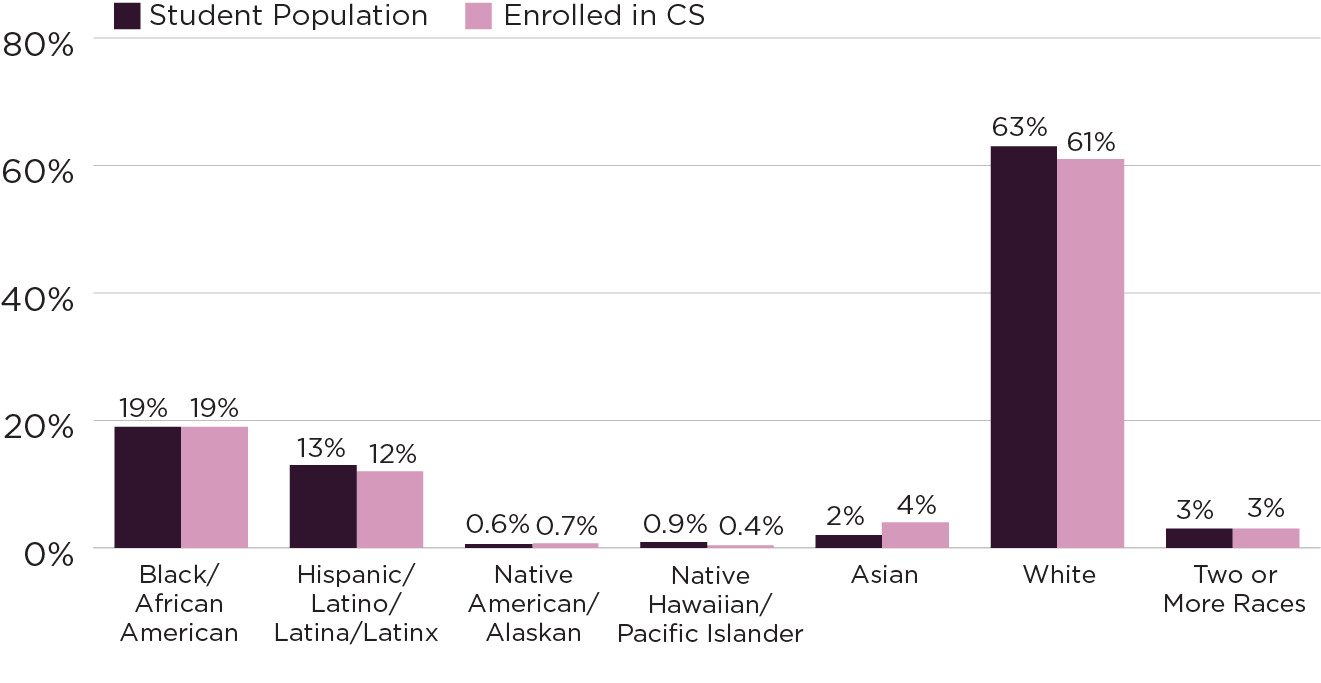 Student Population Enrolled in CS
80%
60%
40%
20%
0%
19% 19%
13% 12%
0.6% 0.7%
0.9% 0.4%
2% 4%
63% 61%
3% 3%
Black/
African
American
Hispanic/
Latino/
Latina/Latinx
Native
American/
Alaskan
Native
Hawaiian/
Pacific Islander
Asian
White
Two or
More Races